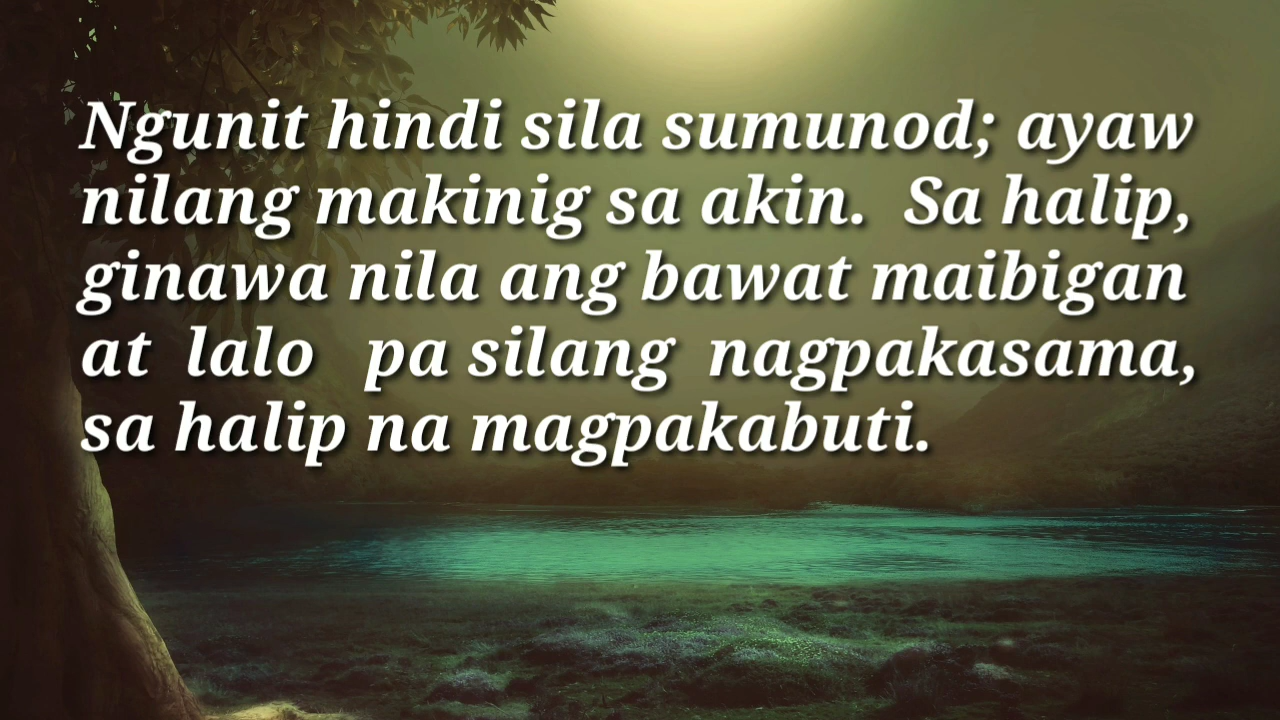 Ngunit hindi sila sumunod; ayaw
nilang makinig sa akin.  Sa halip,
ginawa nila ang bawat maibigan
at  lalo   pa silang  nagpakasama,
sa halip na magpakabuti.